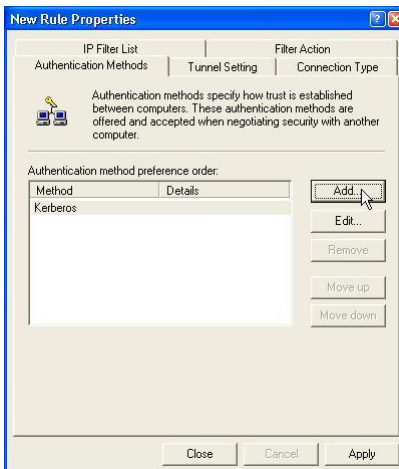 New Rule Properties
IP Filter List Filter Action
Authentication Methods Tunnel Setting Connection Type
Authentication methods specify how trust is established
between computers. These authentication methods are
offered and accepted when negotiating security with another
computer.
Authentication method preference order:
Method Details
Kerberos
Add...
Edit...
Remove
Move up
Move down
Close Cancel Apply